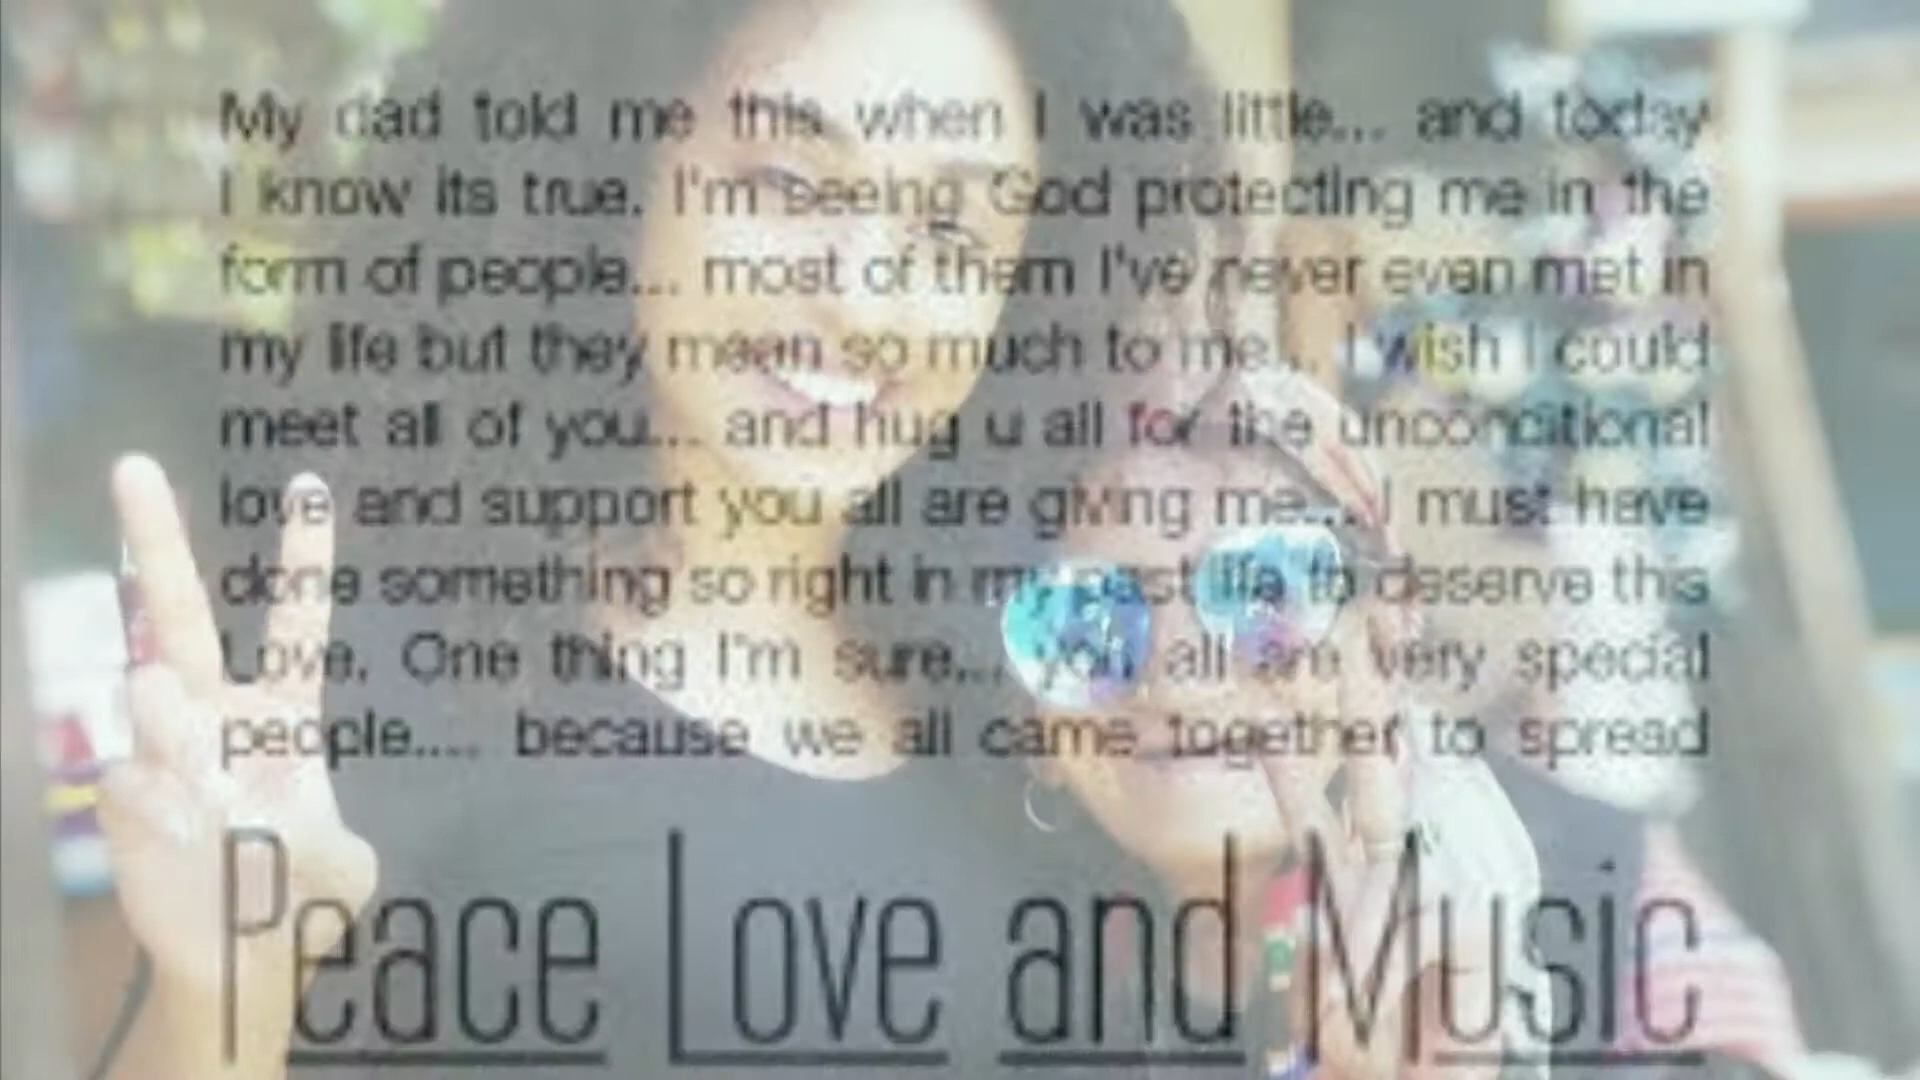 My dad told me this when I was little... and today
I know its true. I'm seeing God protecting me in the
form of people... most of them I've never even met in
my life but they mean so much to me... I wish I could
meet all of you... and hug u all for the unconditional
love and support you all are giving me... I must have
done something so right in my past life to deserve this
Love. One thing I'm sure... you all are very special
people.... because we all came together to spread
Peace Love and Music